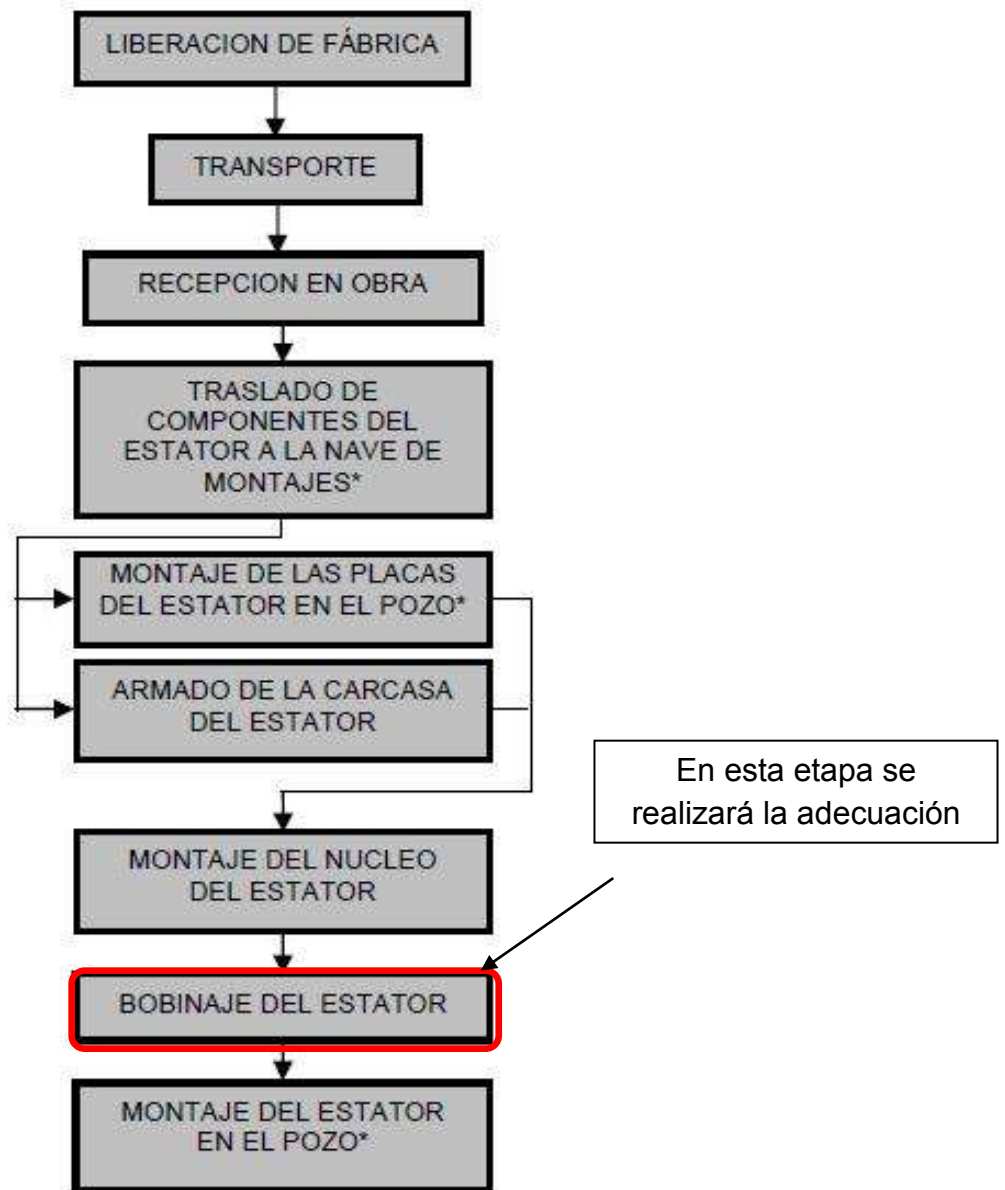 LIBERACION DE FÁBRICA
TRANSPORTE
RECEPCION EN OBRA
TRASLADO DE
COMPONENTES DEL
ESTATOR A LA NAVE DE
MONTAJES*
MONTAJE DE LAS PLACAS
DEL ESTATOR EN EL POZO*
ARMADO DE LA CARCASA
DEL ESTATOR
En esta etapa se
realizará la adecuación
MONTAJE DEL NUCLEO
DEL ESTATOR
BOBINAJE DEL ESTATOR
MONTAJE DEL ESTATOR
EN EL POZO*